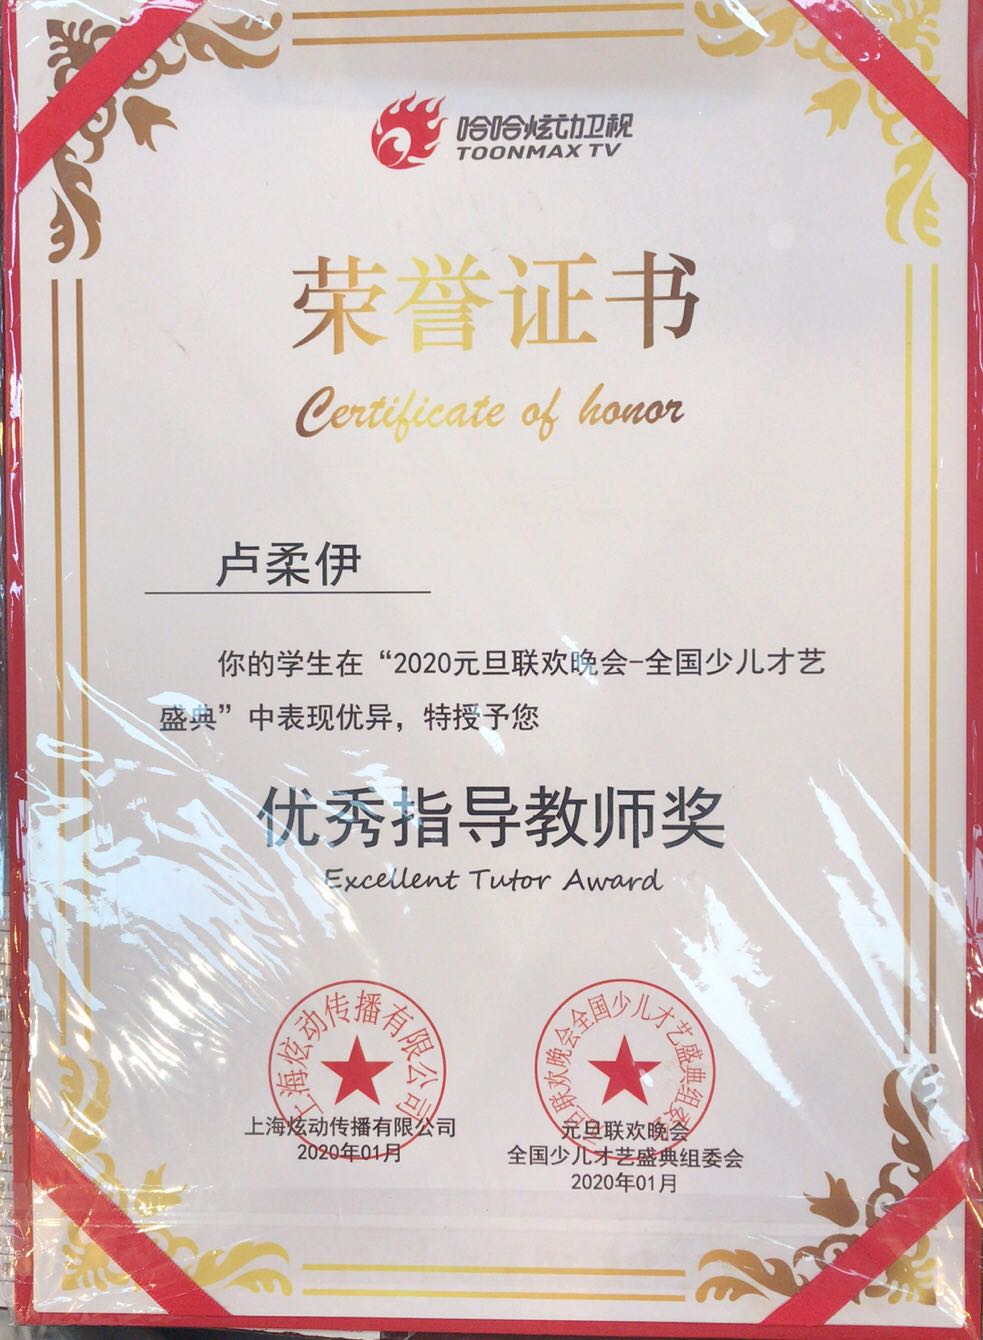 哈哈炫动卫视
TOONMAX TV
荣誉证书
Certificate of honor
卢柔伊
你的学生在“2020元旦联欢晚会-全国少儿才艺
盛典”中表现优异，特授予您
优秀指导教师奖
Excellent Tutor Award
上海炫动传播有限公司
元旦联欢晚会全国少儿才艺盛典组委会
上海炫动传播有限公司
2020年01月
元旦联欢晚会
全国少儿才艺盛典组委会
2020年01月